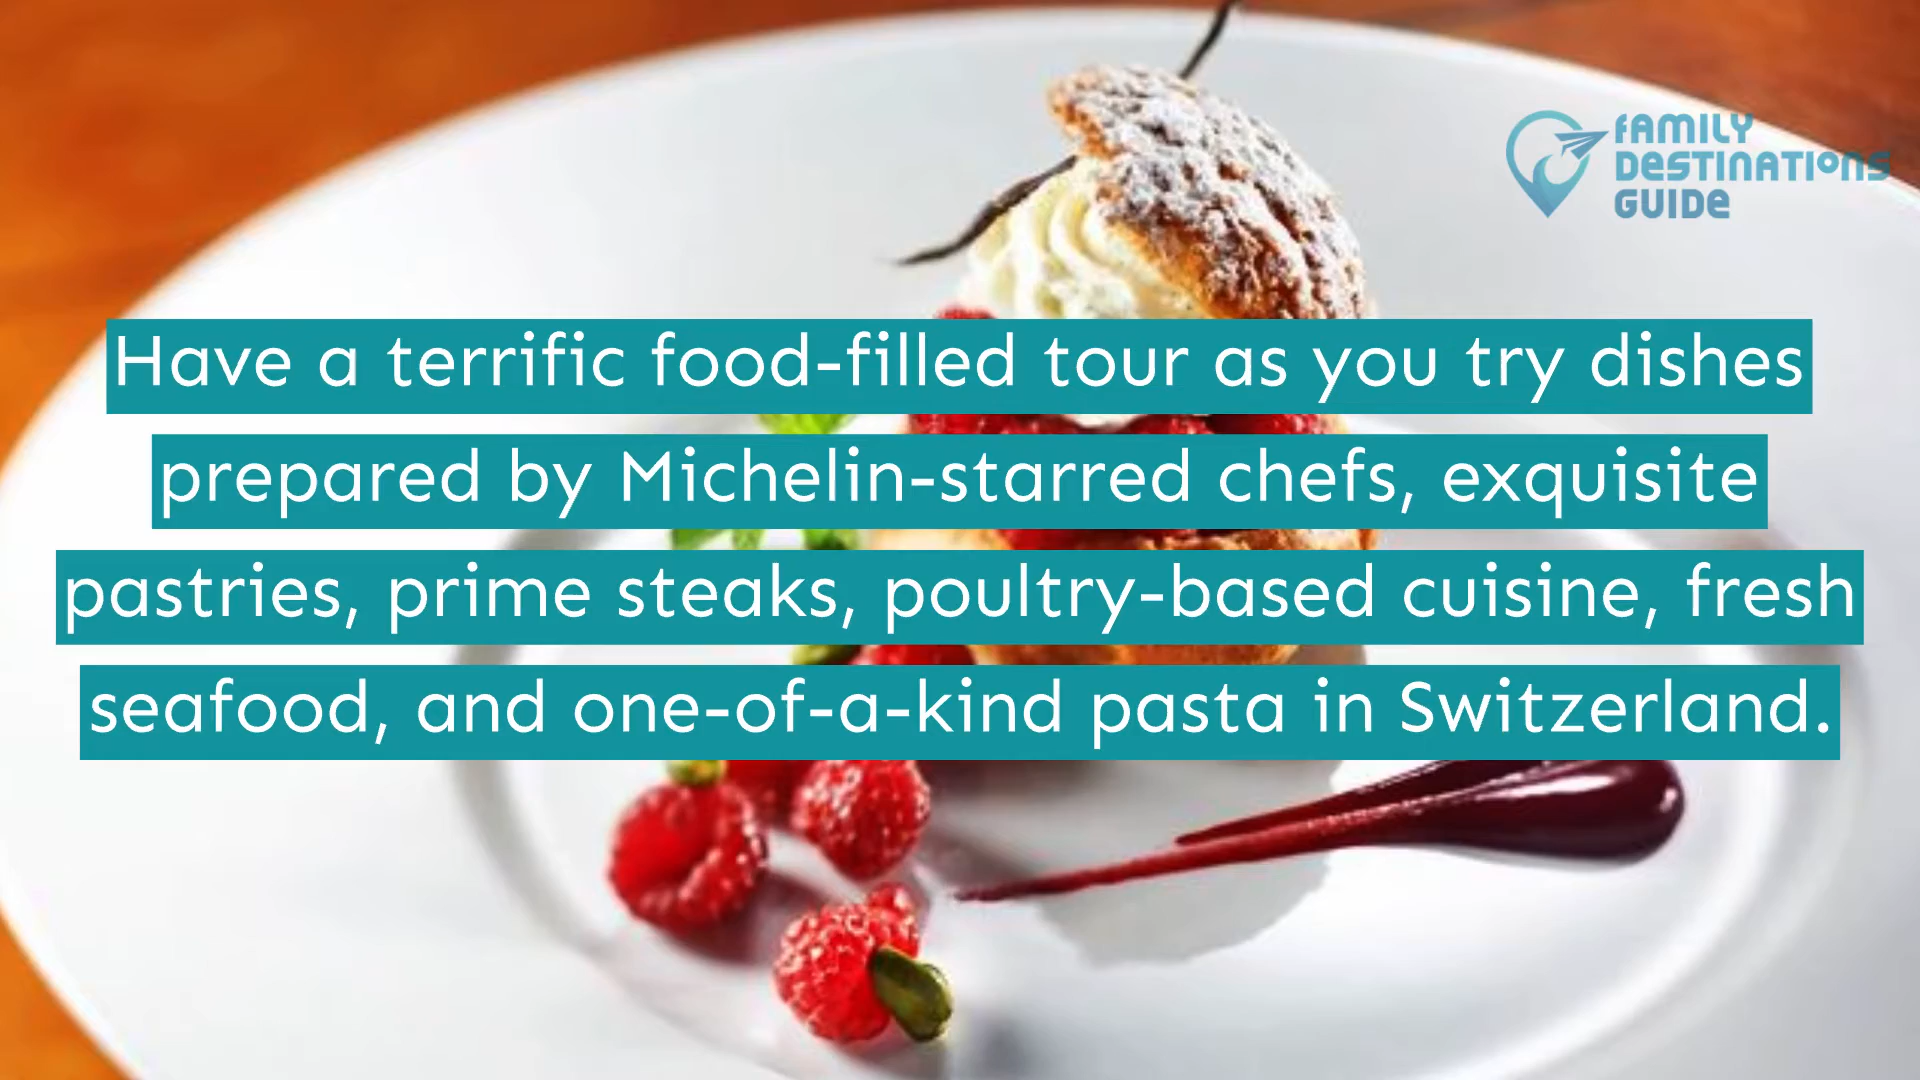 FAMILY
DESTINATIONS
GUIDE
Have a terrific food-filled tour as you try dishes
prepared by Michelin-starred chefs, exquisite
pastries, prime steaks, poultry-based cuisine, fresh
seafood, and one-of-a-kind pasta in Switzerland.